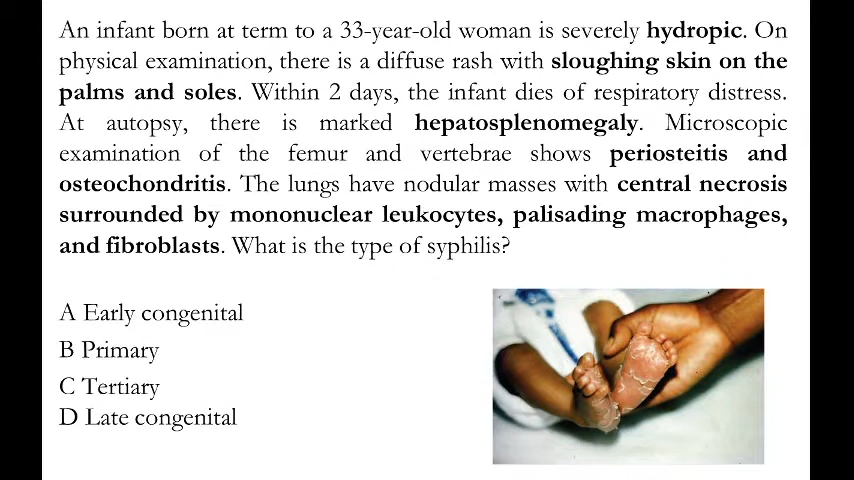 An infant born at term to a 33-year-old woman is severely hydropic. On
physical examination, there is a diffuse rash with sloughing skin on the
palms and soles. Within 2 days, the infant dies of respiratory distress.
At autopsy, there is marked hepatosplenomegaly. Microscopic
examination of the femur and vertebrae shows periosteitis and
osteochondritis. The lungs have nodular masses with central necrosis
surrounded by mononuclear leukocytes, palisading macrophages,
and fibroblasts. What is the type of syphilis?
A Early congenital
B Primary
C Tertiary
D Late congenital